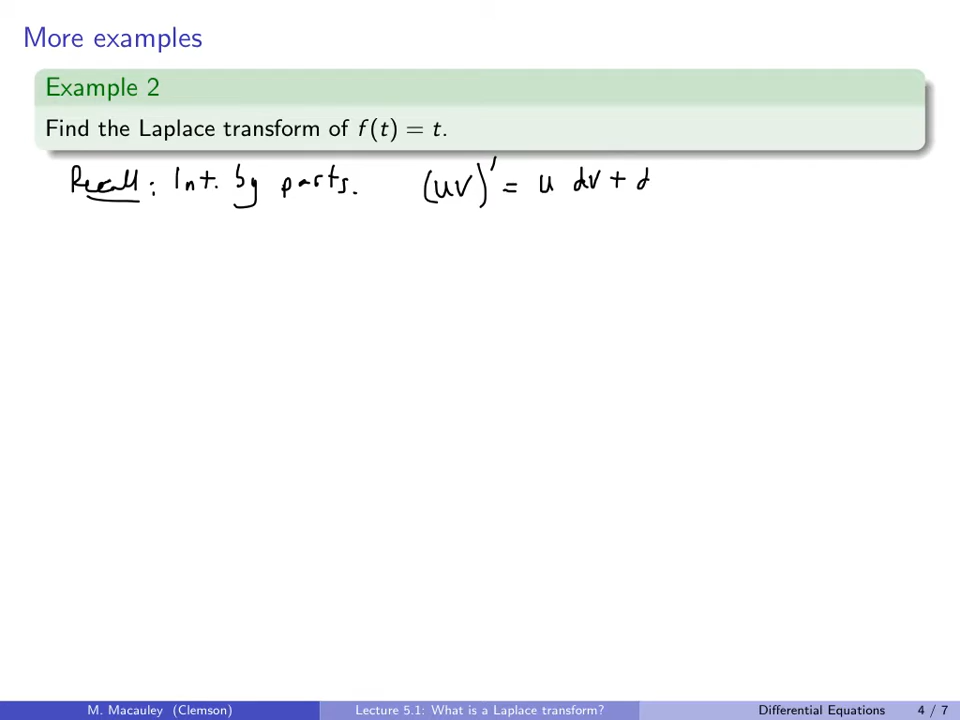 More examples
Example 2
Find the Laplace transform of f(t) = t.
Recall: Int. by parts. (uv)' = u dv + d
M. Macauley (Clemson) Lecture 5.1: What is a Laplace transform? Differential Equations 4 / 7